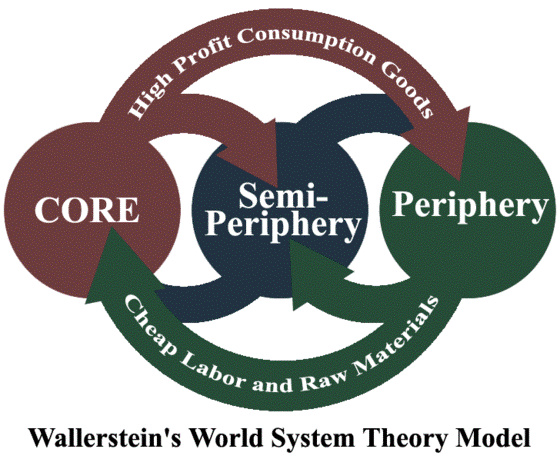 High Profit Consumption Goods
CORE
Semi-
Periphery
Periphery
Cheap Labor and Raw Materials
Wallerstein's World System Theory Model